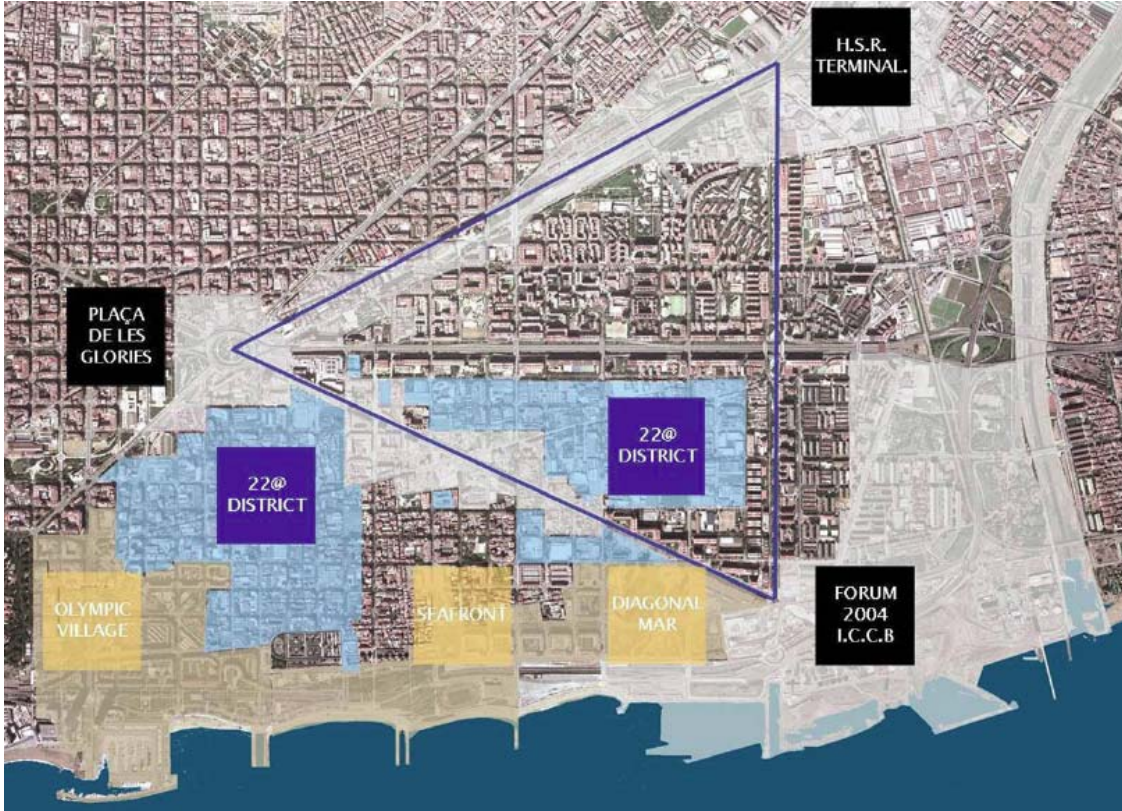 H.S.R.
TERMINAL.
PLAÇA
DE LES
GLORIES
22@
DISTRICT
22@
DISTRICT
OLYMPIC
VILLAGE
SEAFRONT
DIAGONAL
MAR
FORUM
2004
I.C.C.B